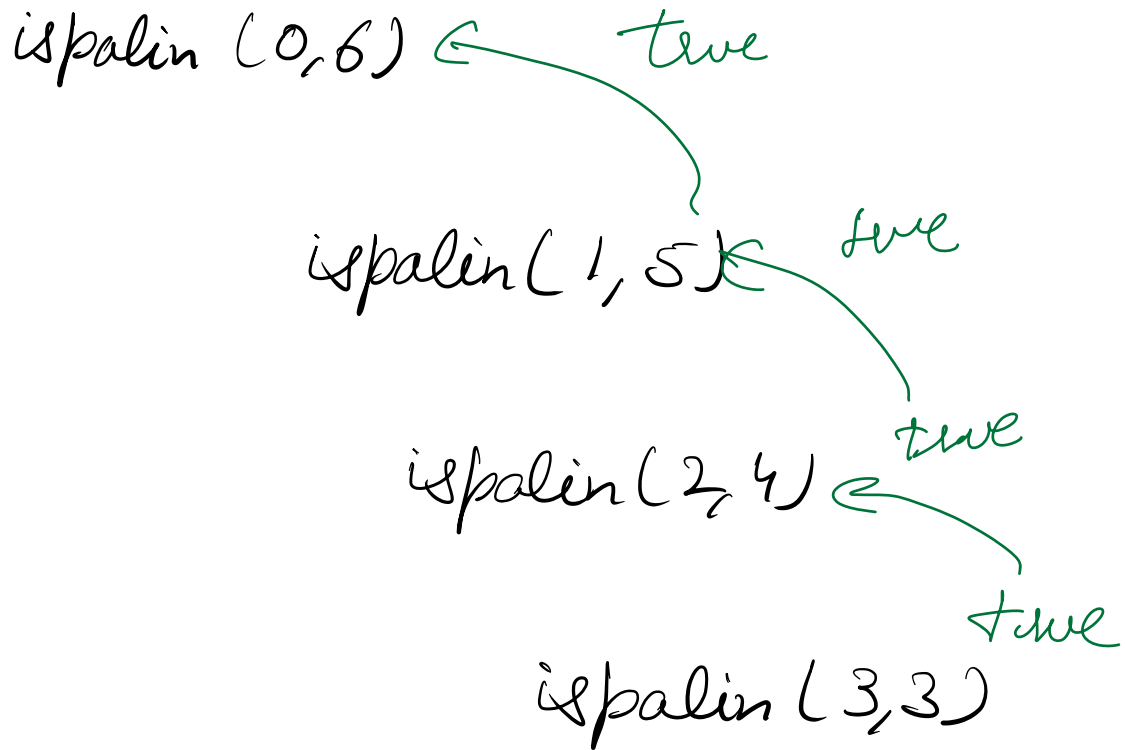 ispalin (0,6) true
true
ispalin (1, 5)
true
ispalin (2, 4)
true
ispalin (3,3)